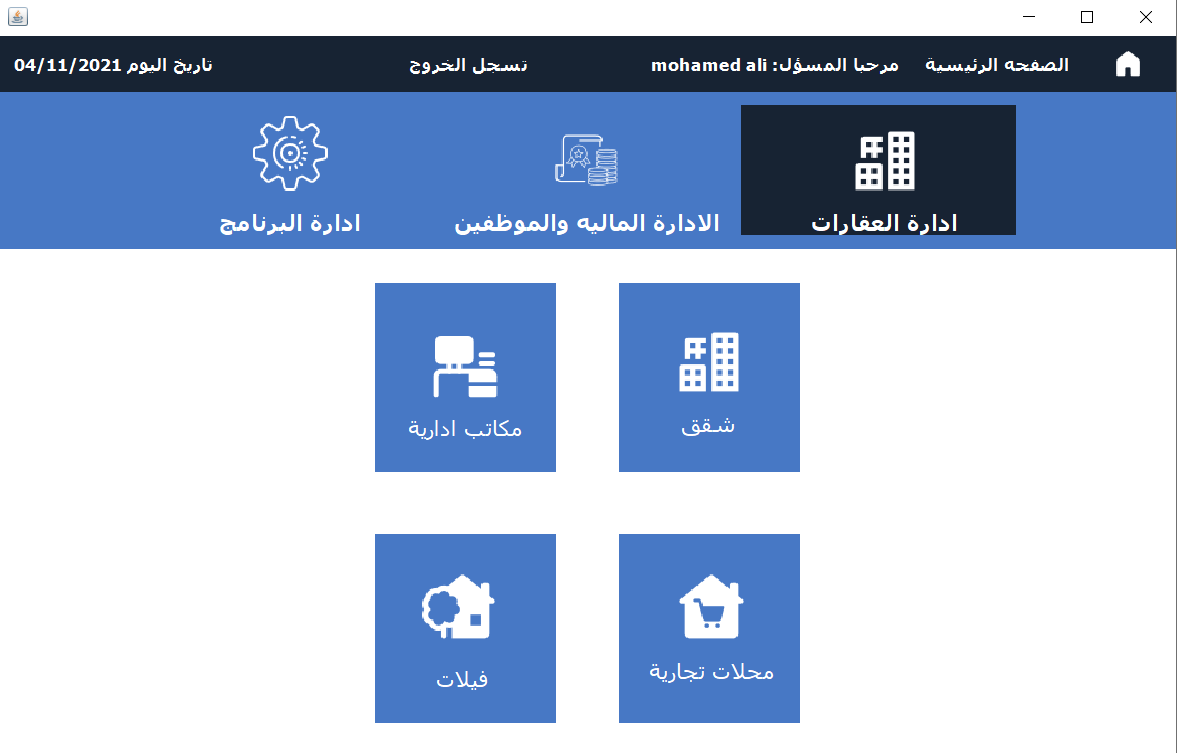 الصفحه الرئيسية
مرحبا المسؤل: mohamed ali
تسجل الخروج
تاريخ اليوم 04/11/2021
ادارة العقارات
الادارة الماليه والموظفين
ادارة البرنامج
شقق
مكاتب ادارية
محلات تجارية
فيلات